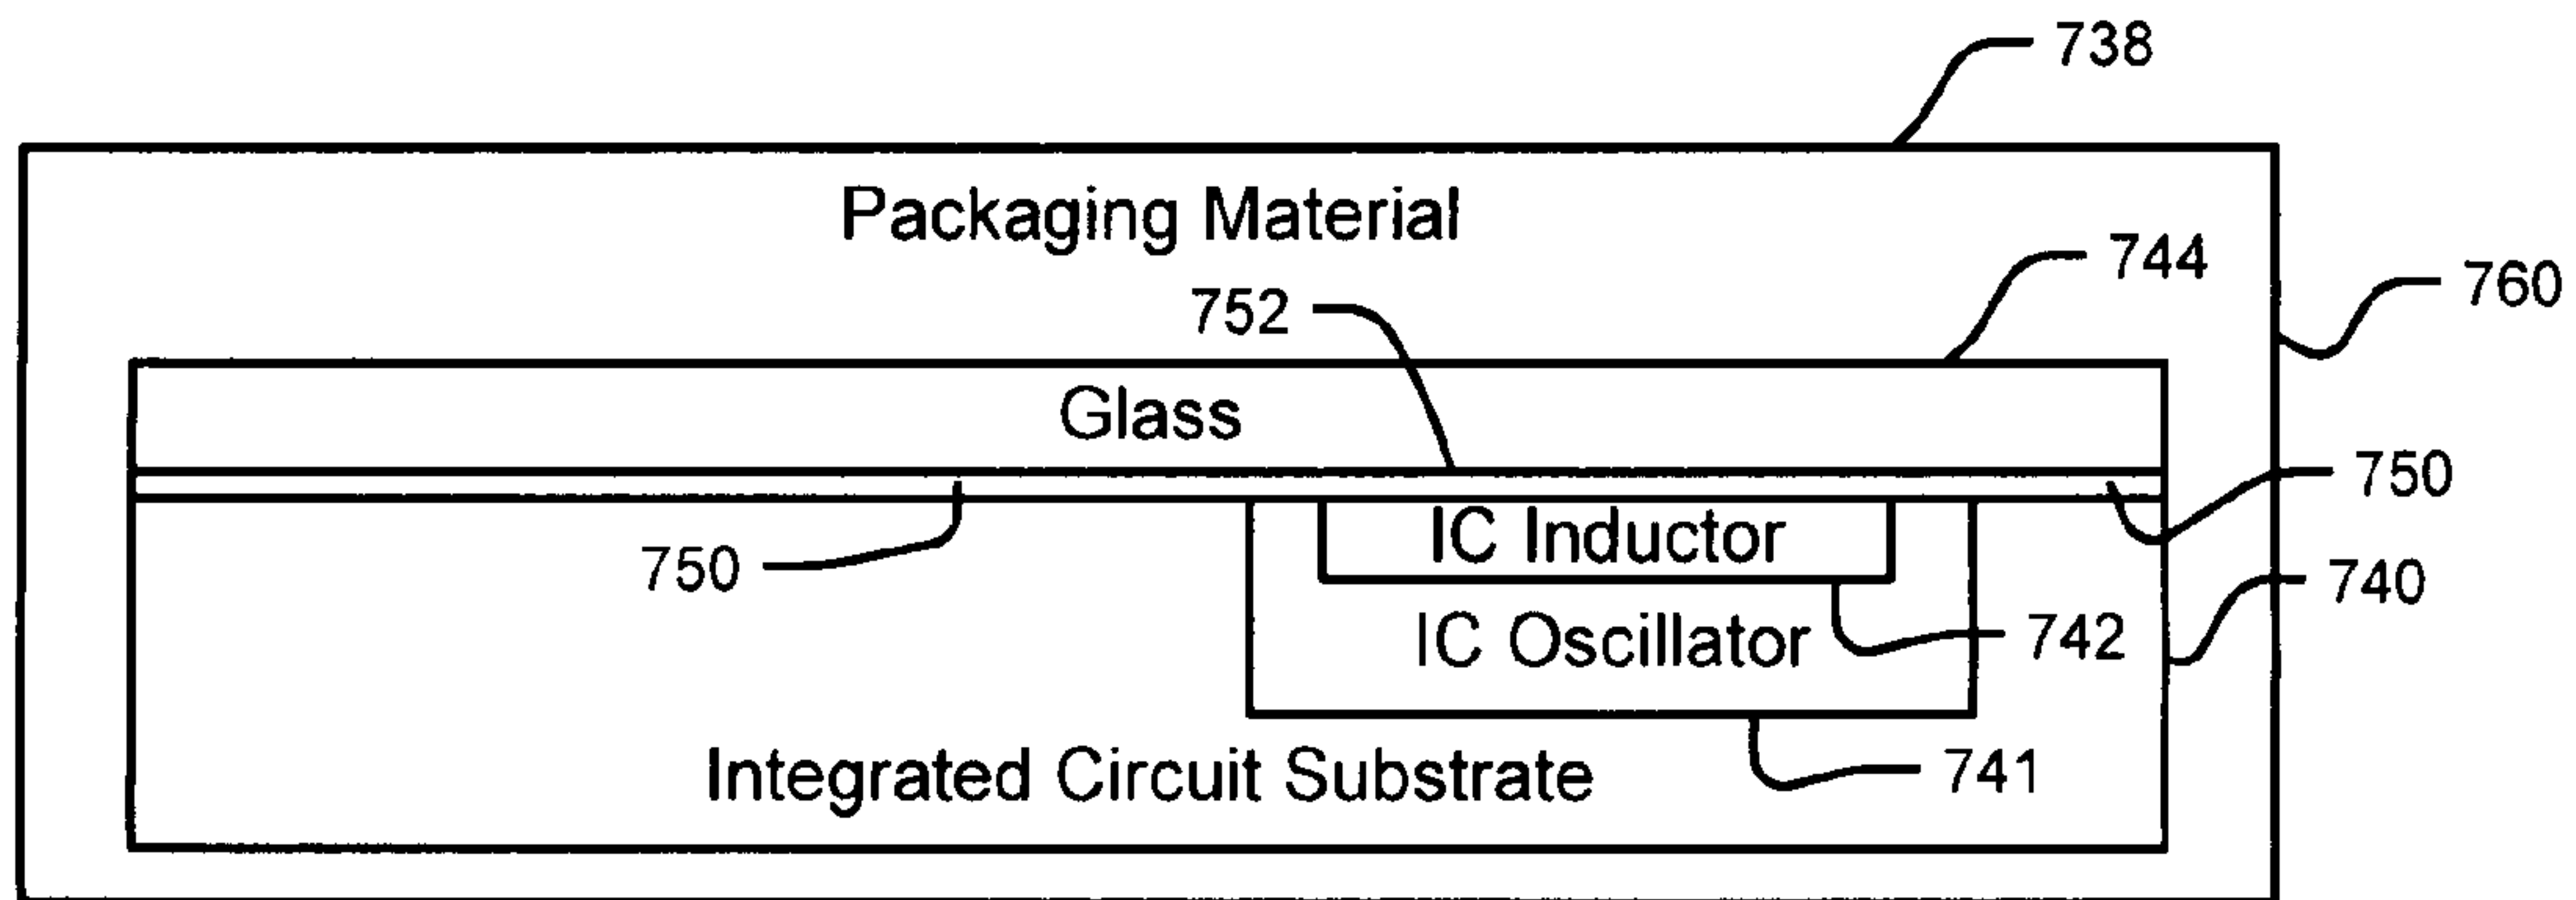 738
Packaging Material
744
760
752
Glass
750
IC Inductor
750
740
742
IC Oscillator
741
Integrated Circuit Substrate